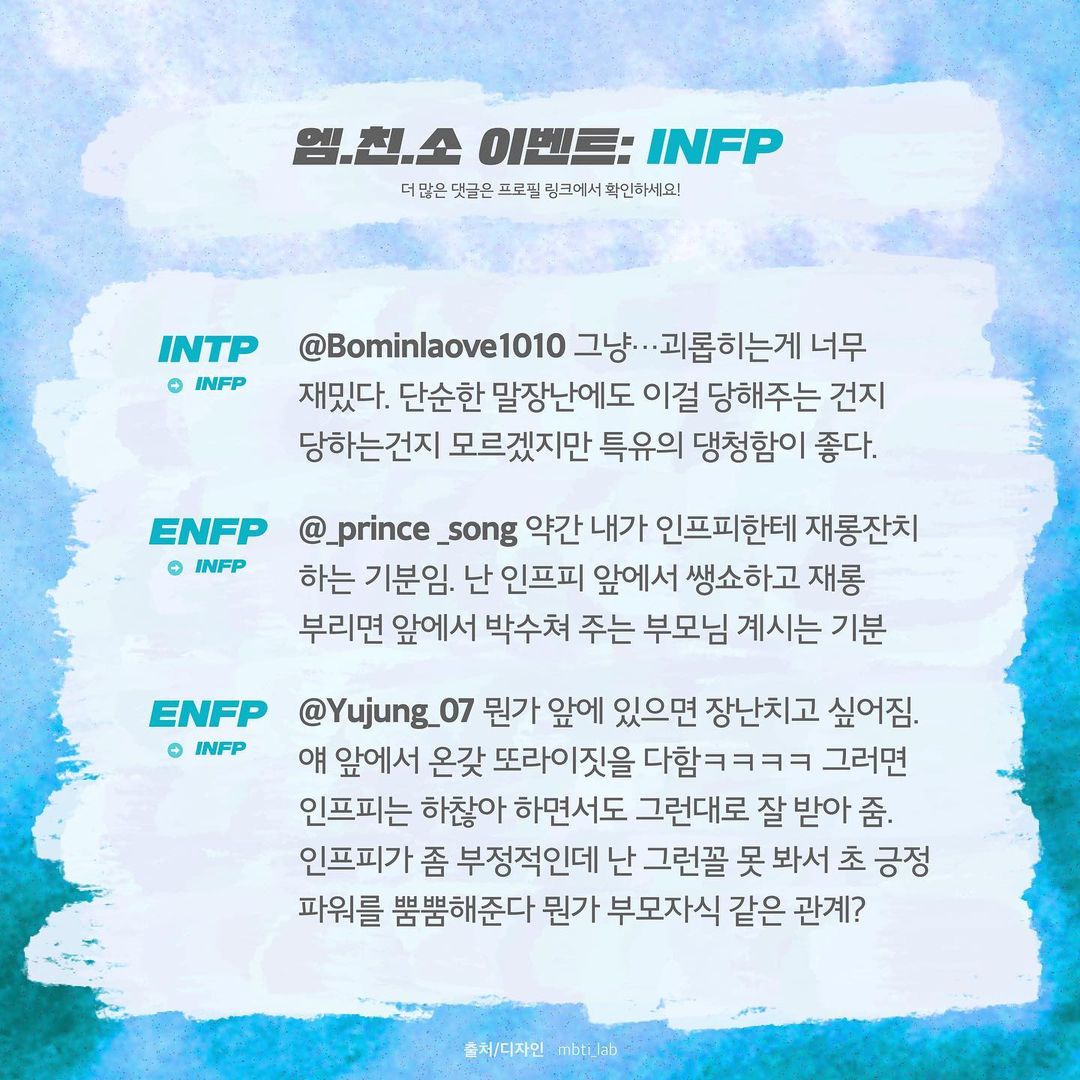 엠.친.소 이벤트: INFP
더 많은 댓글은 프로필 링크에서 확인하세요!
INTP
INFP
@Bominlaove1010 그냥…괴롭히는게 너무
재밌다. 단순한 말장난에도 이걸 당해주는 건지
당하는건지 모르겠지만 특유의 댕청함이 좋다.
ENFP
INFP
@_prince _song 약간 내가 인프피한테 재롱잔치
하는 기분임. 난 인프피 앞에서 쌩쇼하고 재롱
부리면 앞에서 박수쳐 주는 부모님 계시는 기분
ENFP
INFP
@Yujung_07 뭔가 앞에 있으면 장난치고 싶어짐.
얘 앞에서 온갖 또라이짓을 다함ㅋㅋㅋㅋ 그러면
인프피는 하찮아 하면서도 그런대로 잘 받아 줌.
인프피가 좀 부정적인데 난 그런꼴 못 봐서 초 긍정
파워를 뿜뿜해준다 뭔가 부모자식 같은 관계?
출처/디자인 mbti_lab